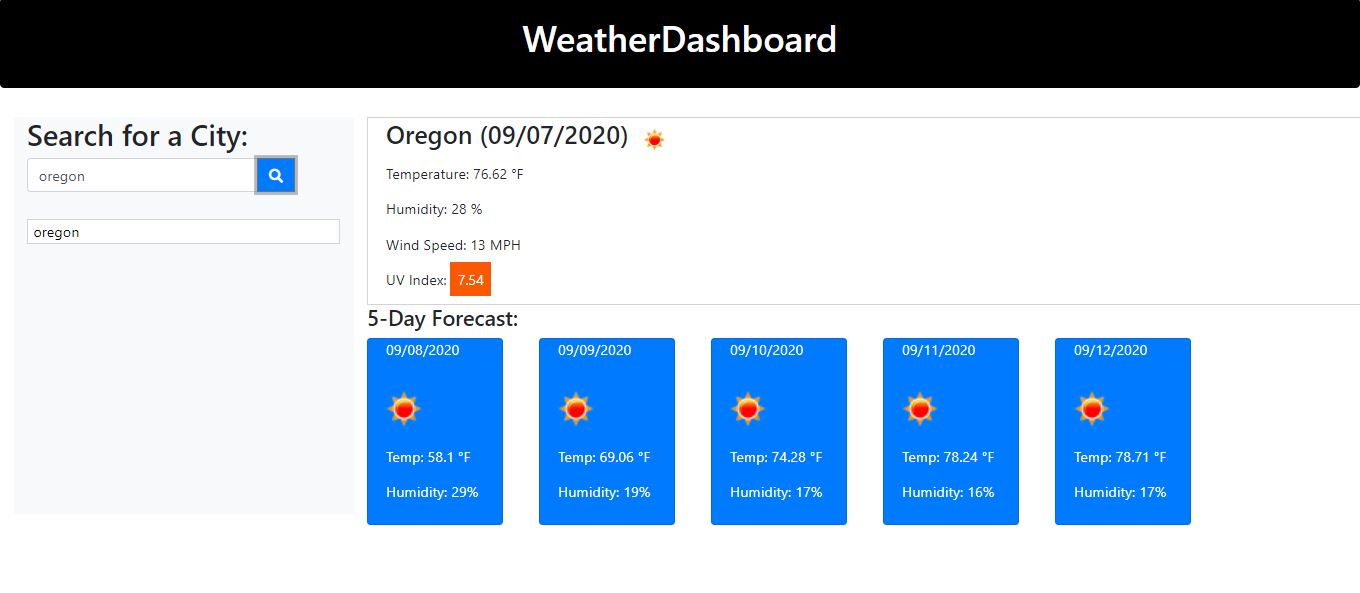 WeatherDashboard
Search for a City:
oregon
oregon
Oregon (09/07/2020)
Temperature: 76.62 °F
Humidity: 28 %
Wind Speed: 13 MPH
UV Index: 7.54
5-Day Forecast:
09/08/2020
Temp: 58.1 °F
Humidity: 29%
09/09/2020
Temp: 69.06 °F
Humidity: 19%
09/10/2020
Temp: 74.28 °F
Humidity: 17%
09/11/2020
Temp: 78.24 °F
Humidity: 16%
09/12/2020
Temp: 78.71 °F
Humidity: 17%